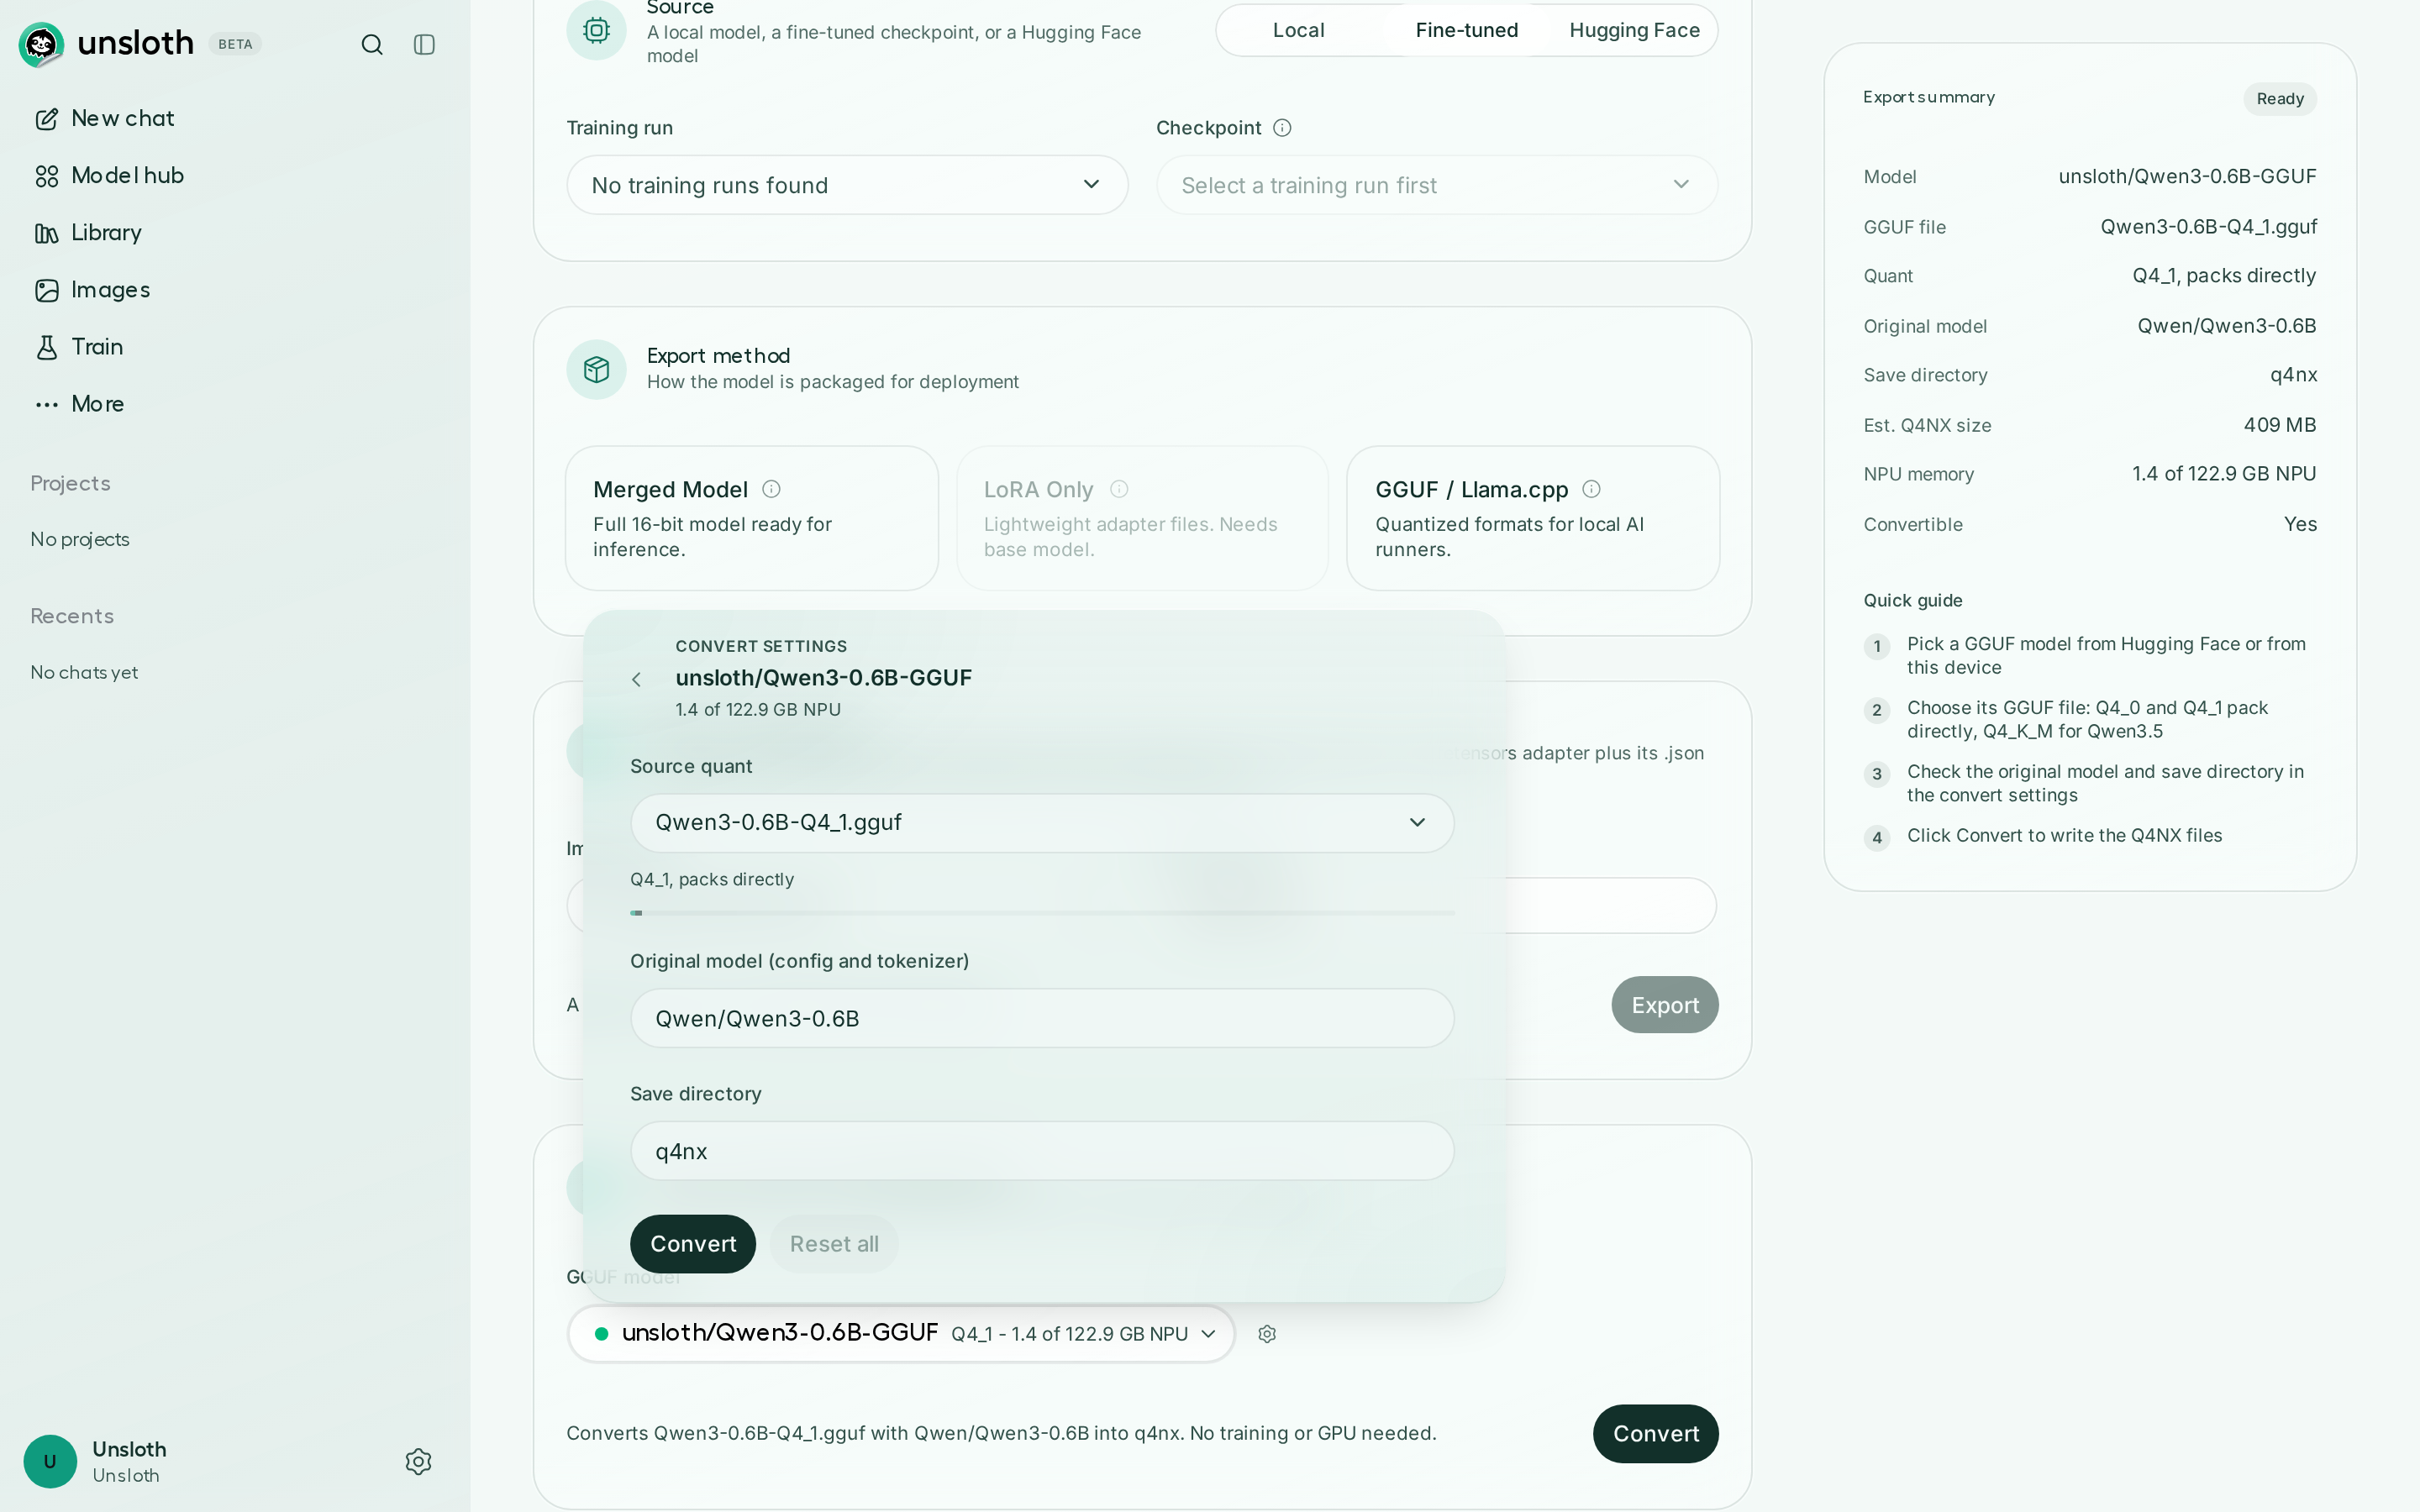 unsloth BETA
New chat
Model hub
Library
Images
Train
More
Projects
No projects
Recents
No chats yet
U
Unsloth
Unsloth
Source
A local model, a fine-tuned checkpoint, or a Hugging Face
model
Local Fine-tuned Hugging Face
Training run
No training runs found
Checkpoint
Select a training run first
Export method
How the model is packaged for deployment
Merged Model
Full 16-bit model ready for
inference.
LoRA Only
Lightweight adapter files. Needs
base model.
GGUF / Llama.cpp
Quantized formats for local AI
runners.
CONVERT SETTINGS
unsloth/Qwen3-0.6B-GGUF
1.4 of 122.9 GB NPU
Source quant
Qwen3-0.6B-Q4_1.gguf
Q4_1, packs directly
Original model (config and tokenizer)
Qwen/Qwen3-0.6B
Save directory
q4nx
Convert Reset all
adapter plus its .json
A
Export
GGUF model
unsloth/Qwen3-0.6B-GGUF Q4_1 - 1.4 of 122.9 GB NPU
Converts Qwen3-0.6B-Q4_1.gguf with Qwen/Qwen3-0.6B into q4nx. No training or GPU needed.
Convert
Export summary Ready
Model unsloth/Qwen3-0.6B-GGUF
GGUF file Qwen3-0.6B-Q4_1.gguf
Quant Q4_1, packs directly
Original model Qwen/Qwen3-0.6B
Save directory q4nx
Est. Q4NX size 409 MB
NPU memory 1.4 of 122.9 GB NPU
Convertible Yes
Quick guide
1 Pick a GGUF model from Hugging Face or from
this device
2 Choose its GGUF file: Q4_0 and Q4_1 pack
directly, Q4_K_M for Qwen3.5
3 Check the original model and save directory in
the convert settings
4 Click Convert to write the Q4NX files